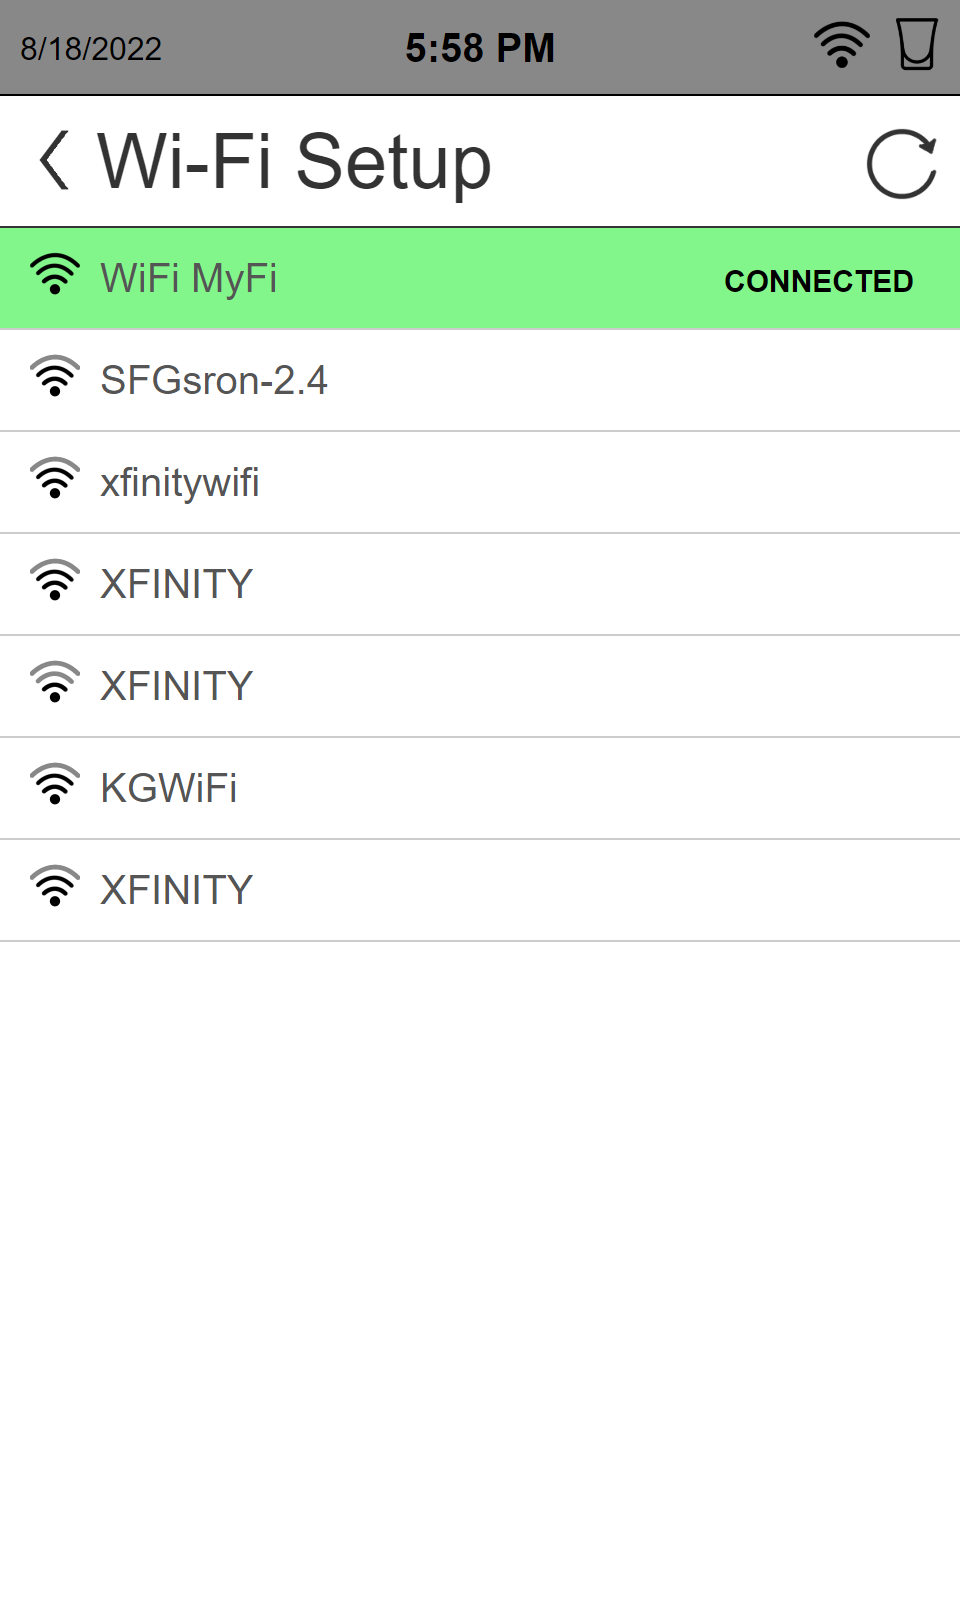 8/18/2022
5:58 PM
Wi-Fi Setup
WiFi MyFi
CONNECTED
SFGsron-2.4
xfinitywifi
XFINITY
XFINITY
KGWiFi
XFINITY